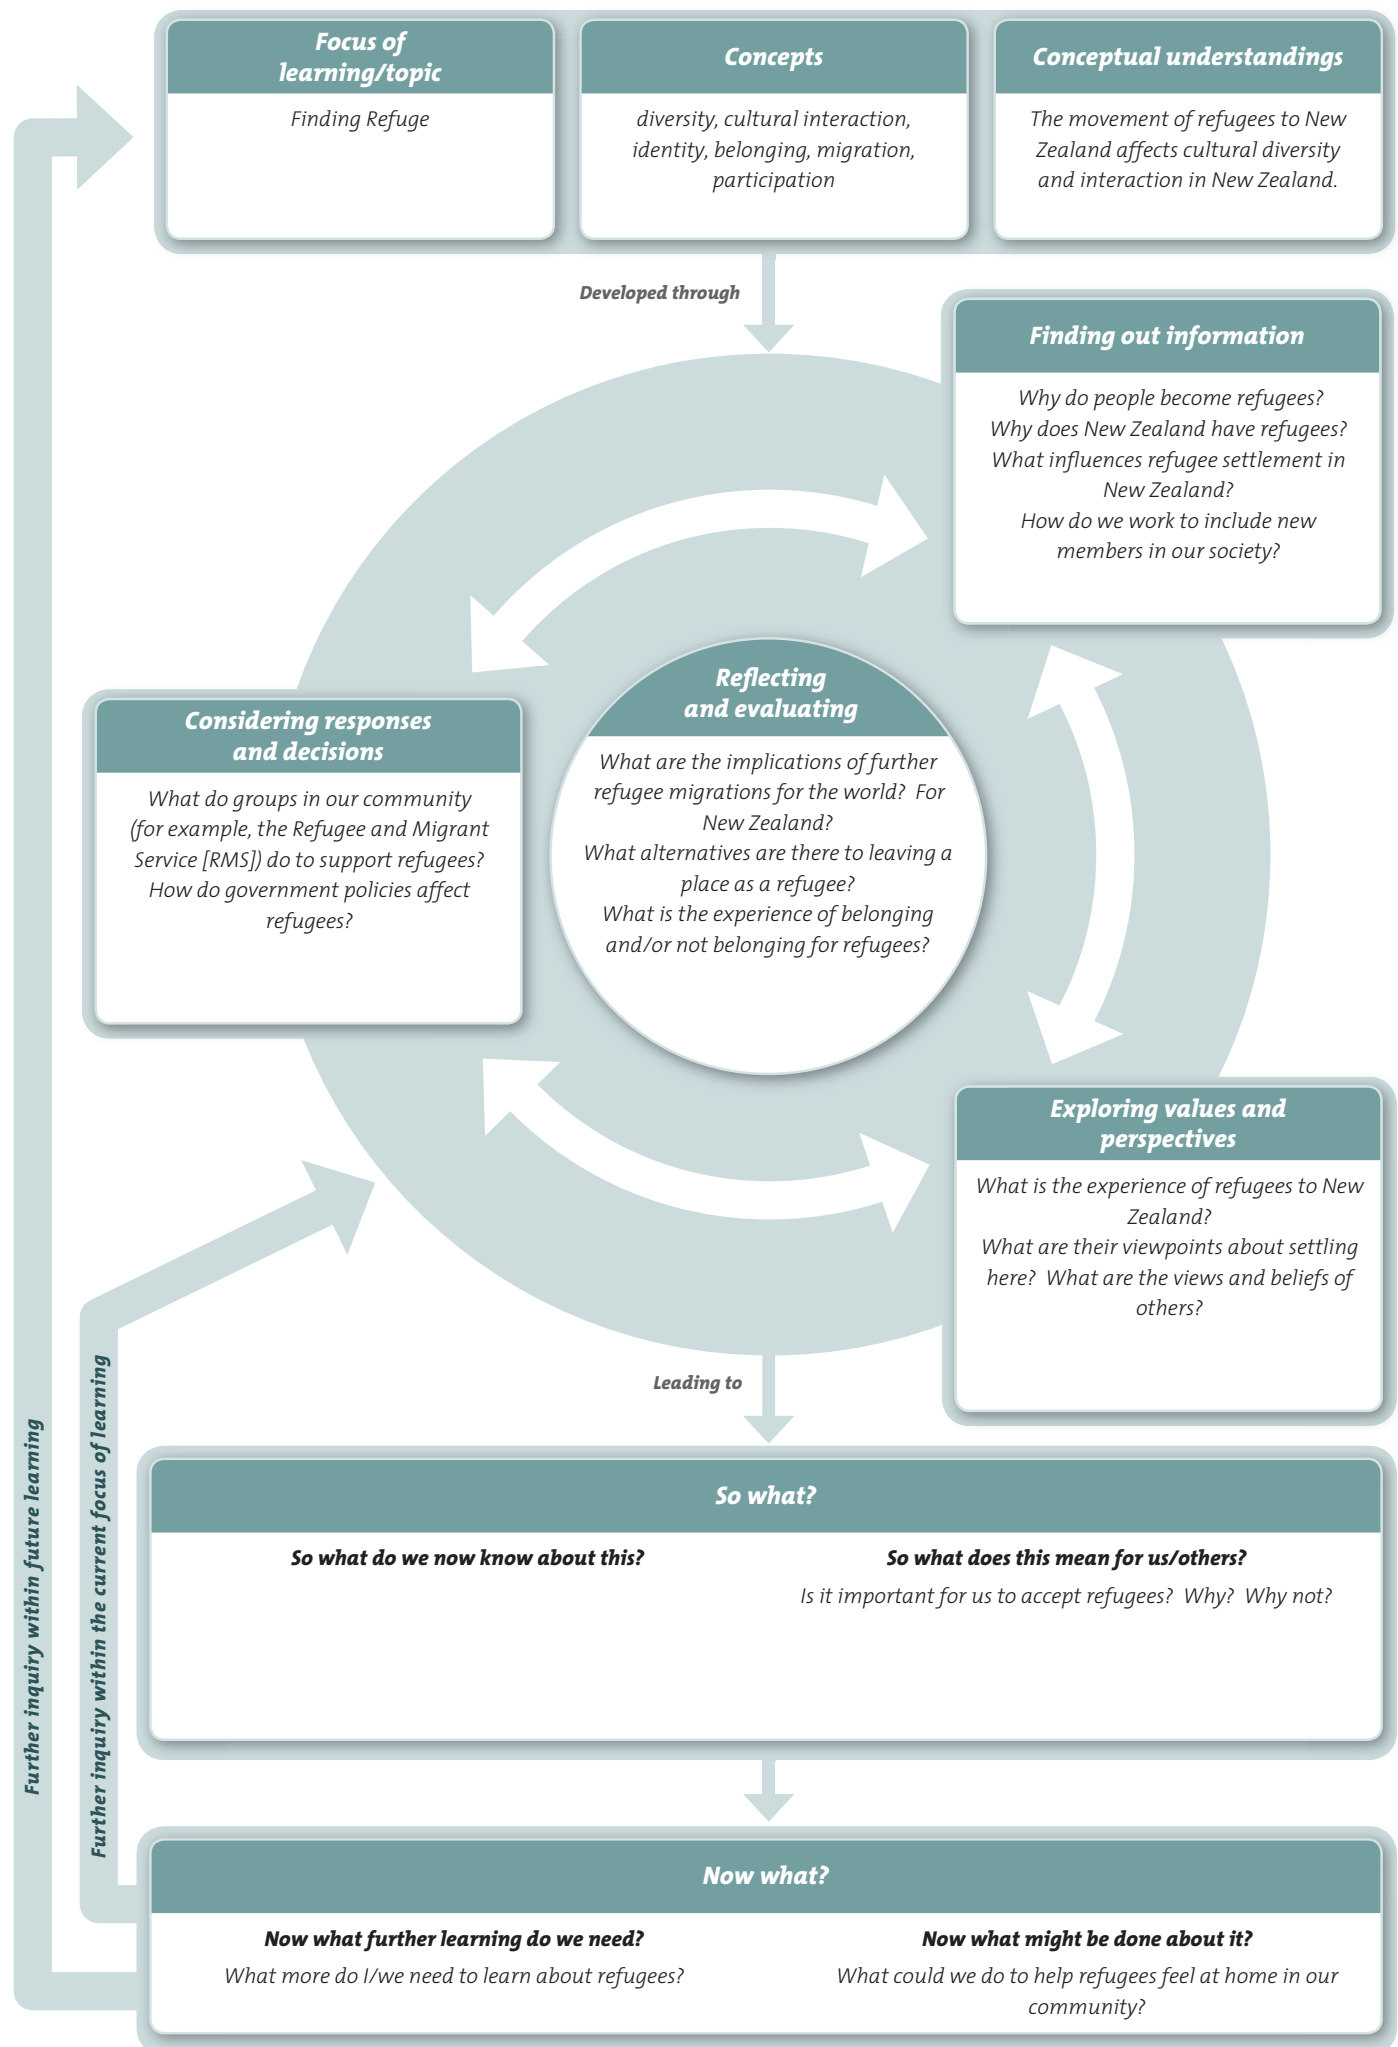 Focus of
learning/topic
Finding Refuge
Concepts
diversity, cultural interaction,
identity, belonging, migration,
participation
Conceptual understandings
The movement of refugees to New
Zealand affects cultural diversity
and interaction in New Zealand.
Developed through
Finding out information
Why do people become refugees?
Why does New Zealand have refugees?
What influences refugee settlement in
New Zealand?
How do we work to include new
members in our society?
Considering responses
and decisions
What do groups in our community
(for example, the Refugee and Migrant
Service [RMS]) do to support refugees?
How do government policies affect
refugees?
Reflecting
and evaluating
What are the implications of further
refugee migrations for the world?  For
New Zealand?
What alternatives are there to leaving a
place as a refugee?
What is the experience of belonging
and/or not belonging for refugees?
Exploring values and
perspectives
What is the experience of refugees to New
Zealand?
What are their viewpoints about settling
here?  What are the views and beliefs of
others?
Leading to
So what?
So what do we now know about this?
So what does this mean for us/others?
Is it important for us to accept refugees?  Why?  Why not?
Now what?
Now what further learning do we need?
What more do I/we need to learn about refugees?
Now what might be done about it?
What could we do to help refugees feel at home in our
community?
Further inquiry within the current focus of learning
Further inquiry within future learning